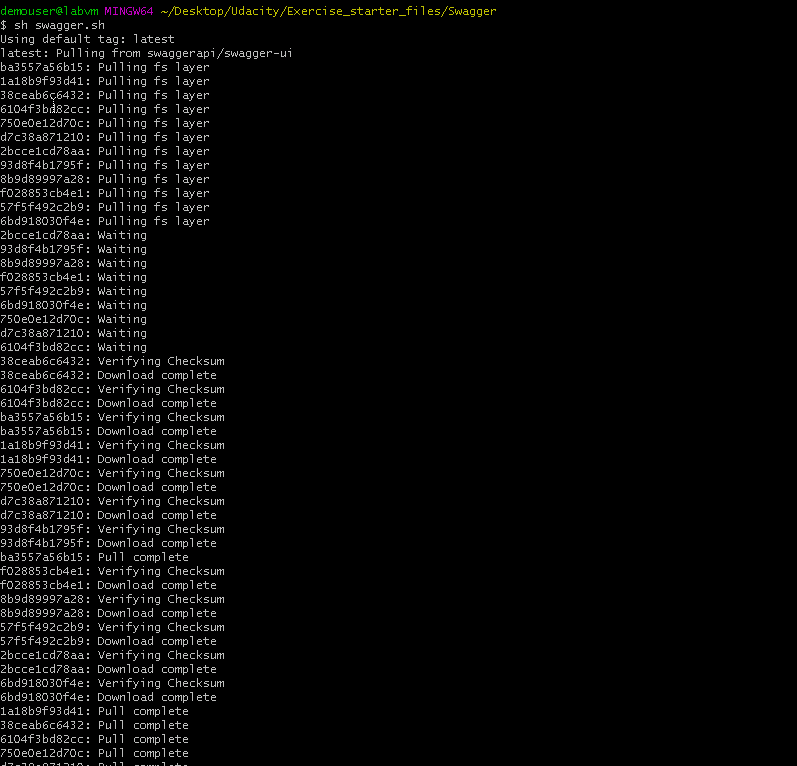 demouser@labvm MINGW64 ~/Desktop/Udacity/Exercise_starter_files/Swagger
$ sh swagger.sh
Using default tag: latest
latest: Pulling from swaggerapi/swagger-ui
ba3557a56b15: Pulling fs layer
1a18b9f93d41: Pulling fs layer
38ceab6c6432: Pulling fs layer
6104f3bd82cc: Pulling fs layer
750e0e12d70c: Pulling fs layer
d7c38a871210: Pulling fs layer
2bcce1cd78aa: Pulling fs layer
93d8f4b1795f: Pulling fs layer
8b9d89997a28: Pulling fs layer
f028853cb4e1: Pulling fs layer
57f5f492c2b9: Pulling fs layer
6bd918030f4e: Pulling fs layer
2bcce1cd78aa: Waiting
93d8f4b1795f: Waiting
8b9d89997a28: Waiting
f028853cb4e1: Waiting
57f5f492c2b9: Waiting
6bd918030f4e: Waiting
750e0e12d70c: Waiting
d7c38a871210: Waiting
6104f3bd82cc: Waiting
38ceab6c6432: Verifying Checksum
38ceab6c6432: Download complete
6104f3bd82cc: Verifying Checksum
6104f3bd82cc: Download complete
ba3557a56b15: Verifying Checksum
ba3557a56b15: Download complete
1a18b9f93d41: Verifying Checksum
1a18b9f93d41: Download complete
750e0e12d70c: Verifying Checksum
750e0e12d70c: Download complete
d7c38a871210: Verifying Checksum
d7c38a871210: Download complete
93d8f4b1795f: Verifying Checksum
93d8f4b1795f: Download complete
ba3557a56b15: Pull complete
f028853cb4e1: Verifying Checksum
f028853cb4e1: Download complete
8b9d89997a28: Verifying Checksum
8b9d89997a28: Download complete
57f5f492c2b9: Verifying Checksum
57f5f492c2b9: Download complete
2bcce1cd78aa: Verifying Checksum
2bcce1cd78aa: Download complete
6bd918030f4e: Verifying Checksum
6bd918030f4e: Download complete
1a18b9f93d41: Pull complete
38ceab6c6432: Pull complete
6104f3bd82cc: Pull complete
750e0e12d70c: Pull complete
d7c38a871210: Pull complete